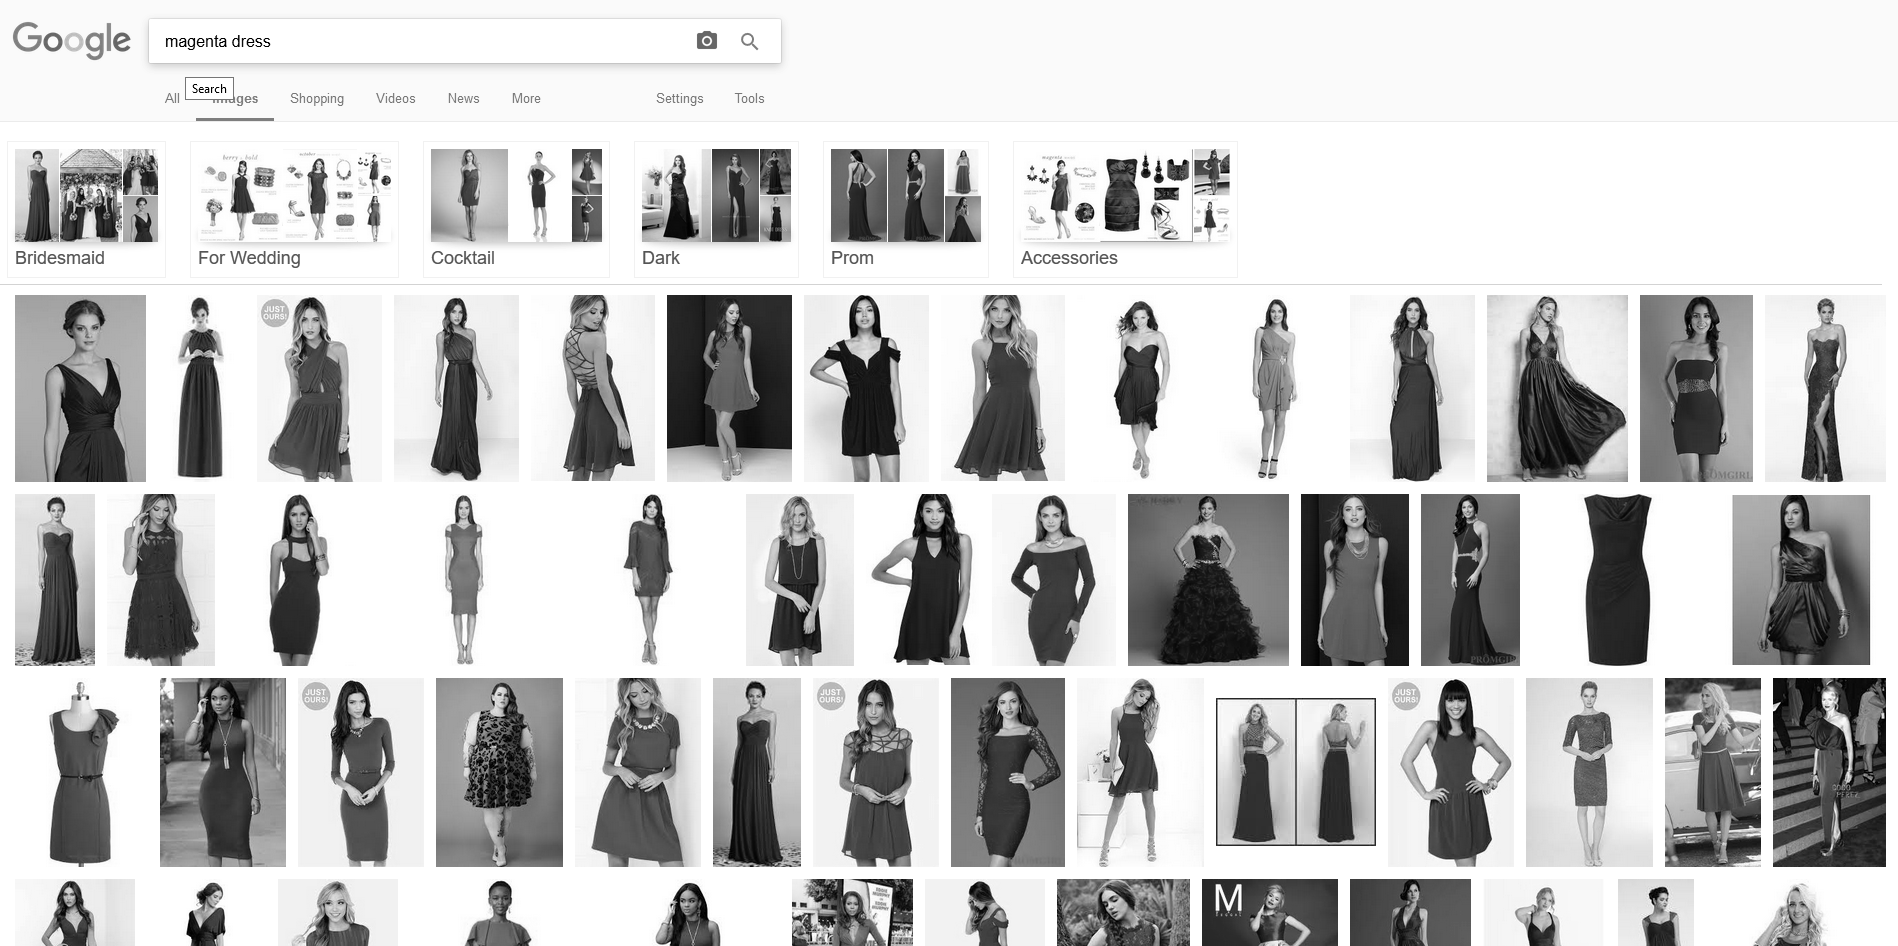 Google
magenta dress
Search
All Images Shopping Videos News More Settings Tools
Bridesmaid For Wedding Cocktail Dark Prom Accessories
JUST OURS!
PROMGIRL
JUST OURS!
JUST OURS!
JUST OURS!
M